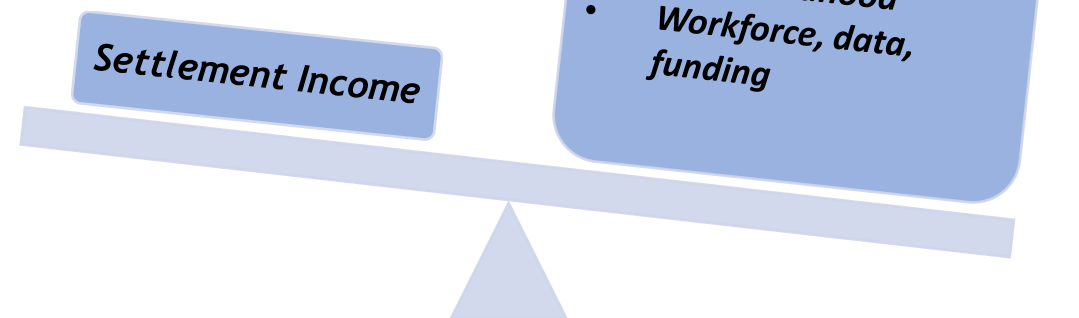 Settlement Income
• Workforce, data,
funding